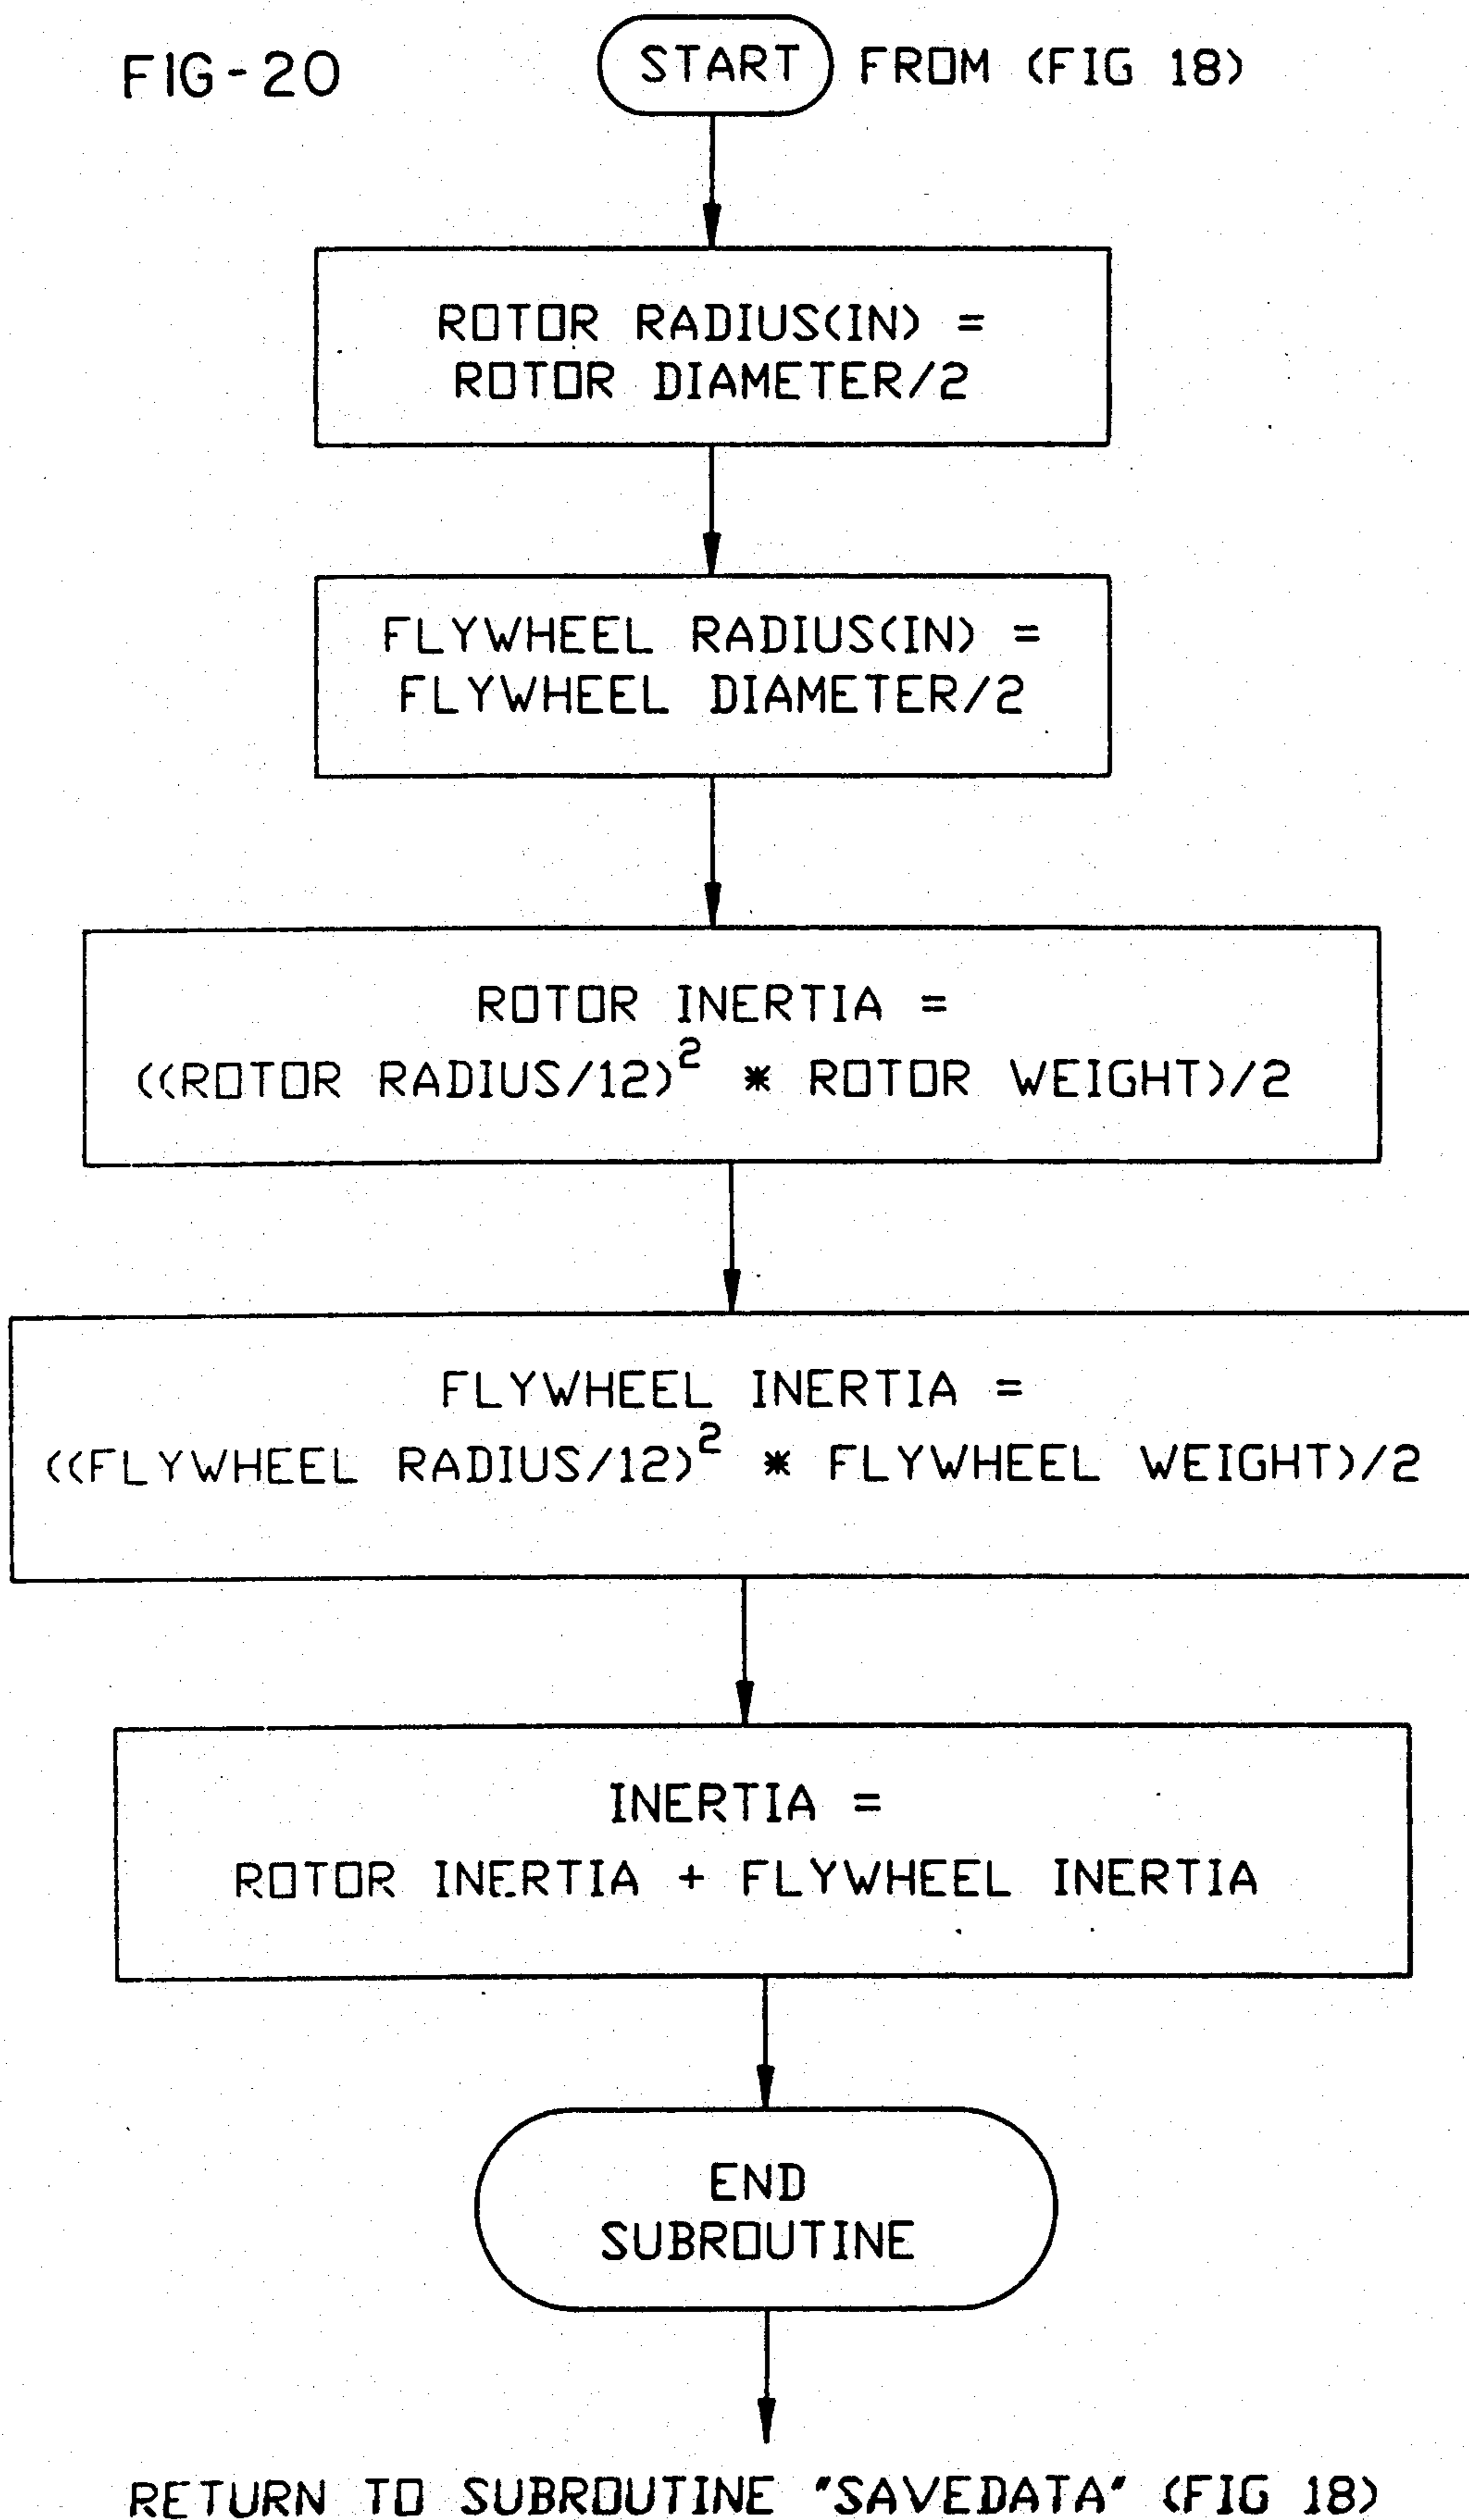 FIG-20
START FROM (FIG 18)
ROTOR RADIUS(IN) =
ROTOR DIAMETER/2
FLYWHEEL RADIUS(IN) =
FLYWHEEL DIAMETER/2
ROTOR INERTIA =
((ROTOR RADIUS/12)² * ROTOR WEIGHT)/2
FLYWHEEL INERTIA =
((FLYWHEEL RADIUS/12)² * FLYWHEEL WEIGHT)/2
INERTIA =
ROTOR INERTIA + FLYWHEEL INERTIA
END
SUBROUTINE
RETURN TO SUBROUTINE "SAVEDATA" (FIG 18)